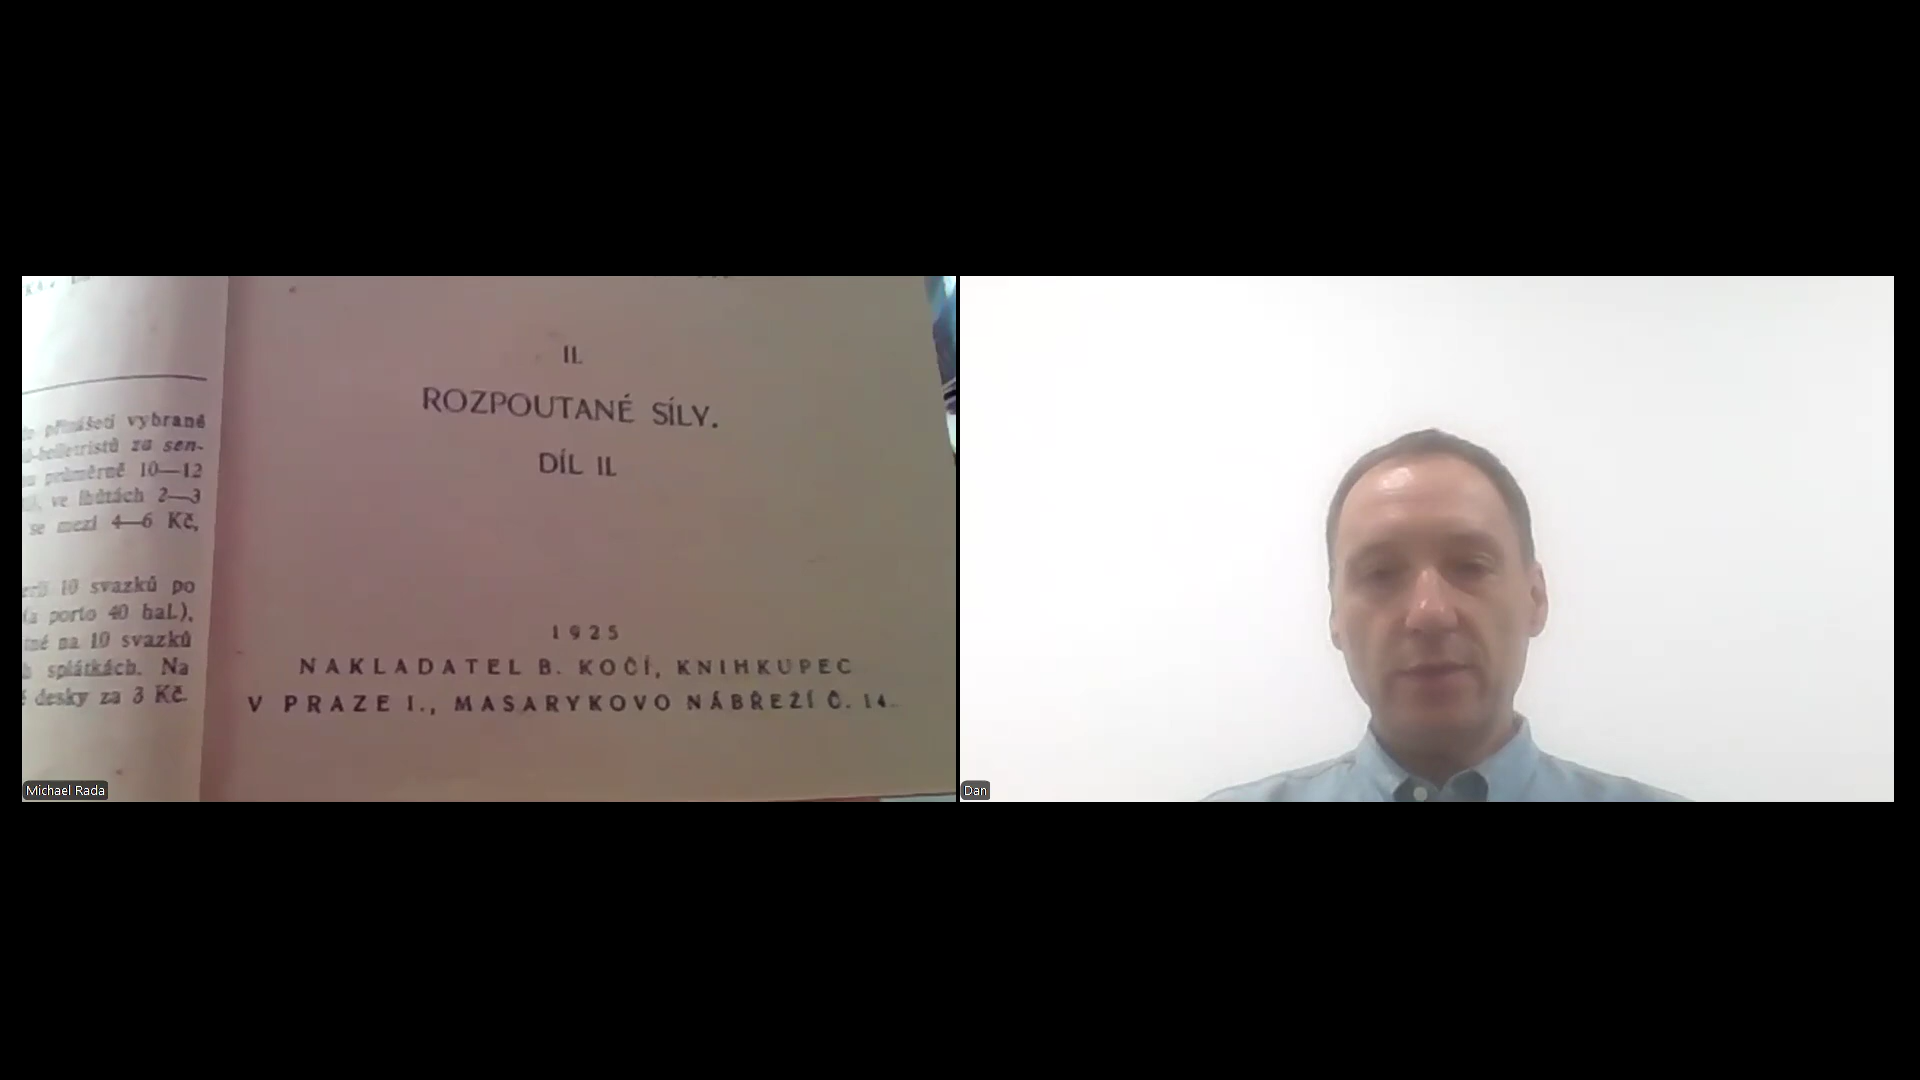 přinášeti vybrané
za sen-
průměrně 10—12
ve lhůtách 2—3
se mezi 4—6 Kč,
10 svazků po
porto 40 hal.),
na 10 svazků
splátkách. Na
desky za 3 Kč.
II.
ROZPOUTANÉ SÍLY.
DÍL II.
1925
NAKLADATEL B. KOČÍ, KNIHKUPEC
V PRAZE I., MASARYKOVO NÁBŘEŽÍ Č. 14.
Michael Rada
Dan